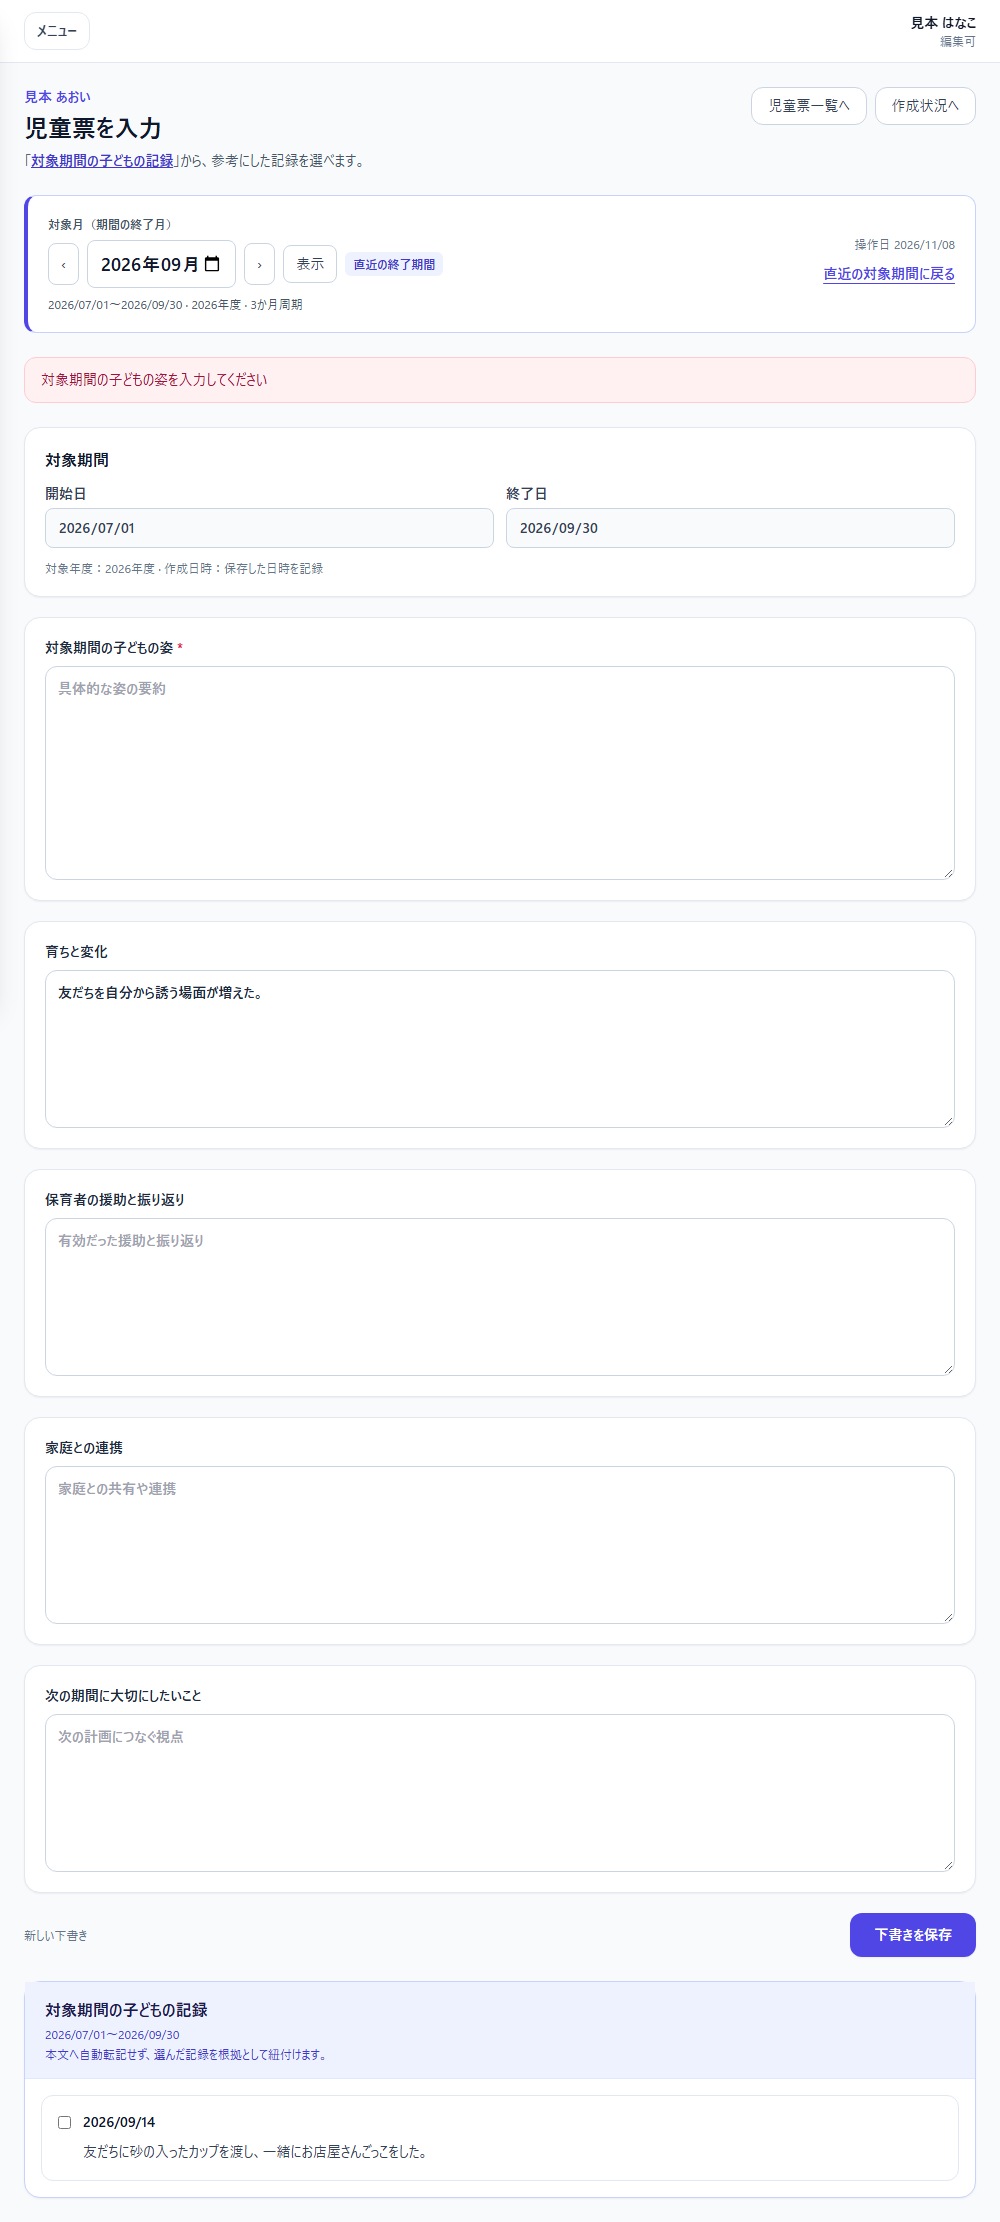 メニュー
見本 はなこ
編集可
見本 あおい
児童票を入力
「対象期間の子どもの記録」から、参考にした記録を選べます。
児童票一覧へ
作成状況へ
対象月（期間の終了月）
‹ 2026年09月 › 表示 直近の終了期間
2026/07/01〜2026/09/30 · 2026年度 · 3か月周期
操作日 2026/11/08
直近の対象期間に戻る
対象期間の子どもの姿を入力してください
対象期間
開始日
2026/07/01
終了日
2026/09/30
対象年度：2026年度 · 作成日時：保存した日時を記録
対象期間の子どもの姿 *
具体的な姿の要約
育ちと変化
友だちを自分から誘う場面が増えた。
保育者の援助と振り返り
有効だった援助と振り返り
家庭との連携
家庭との共有や連携
次の期間に大切にしたいこと
次の計画につなぐ視点
新しい下書き
下書きを保存
対象期間の子どもの記録
2026/07/01〜2026/09/30
本文へ自動転記せず、選んだ記録を根拠として紐付けます。
2026/09/14
友だちに砂の入ったカップを渡し、一緒にお店屋さんごっこをした。